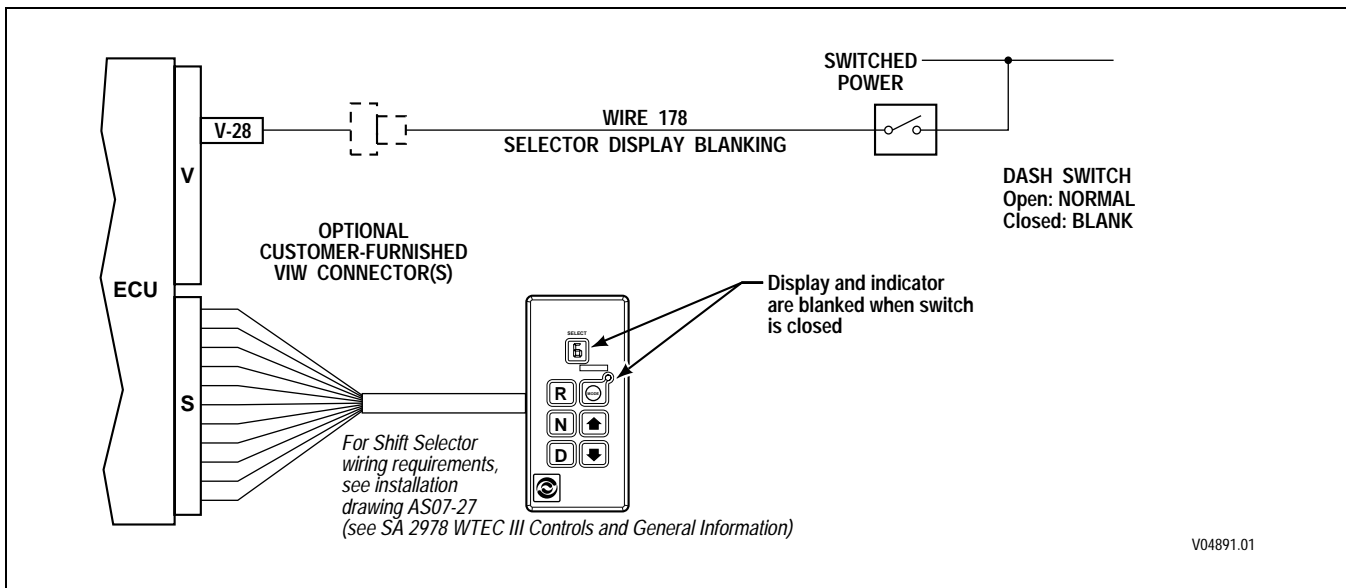 SWITCHED
POWER
V-28
WIRE 178
SELECTOR DISPLAY BLANKING
V
DASH SWITCH
Open: NORMAL
Closed: BLANK
OPTIONAL
CUSTOMER-FURNISHED
VIW CONNECTOR(S)
ECU
Display and indicator
are blanked when switch
is closed
SELECT
6
S
R
MODE
N
D
For Shift Selector
wiring requirements,
see installation
drawing AS07-27
(see SA 2978 WTEC III Controls and General Information)
V04891.01